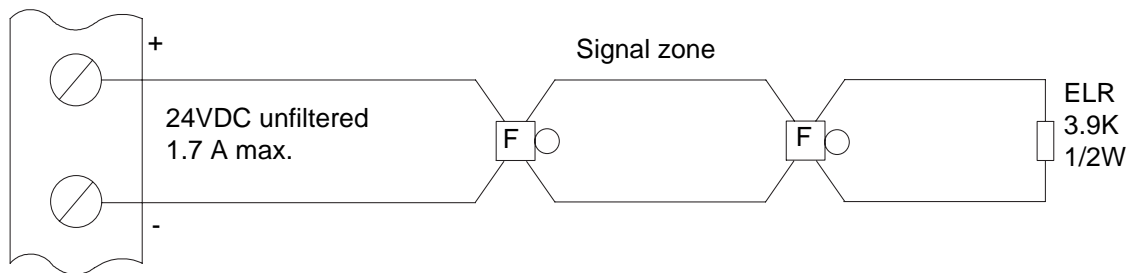 +
Signal zone
24VDC unfiltered
1.7 A max.
F
F
ELR
3.9K
1/2W
-